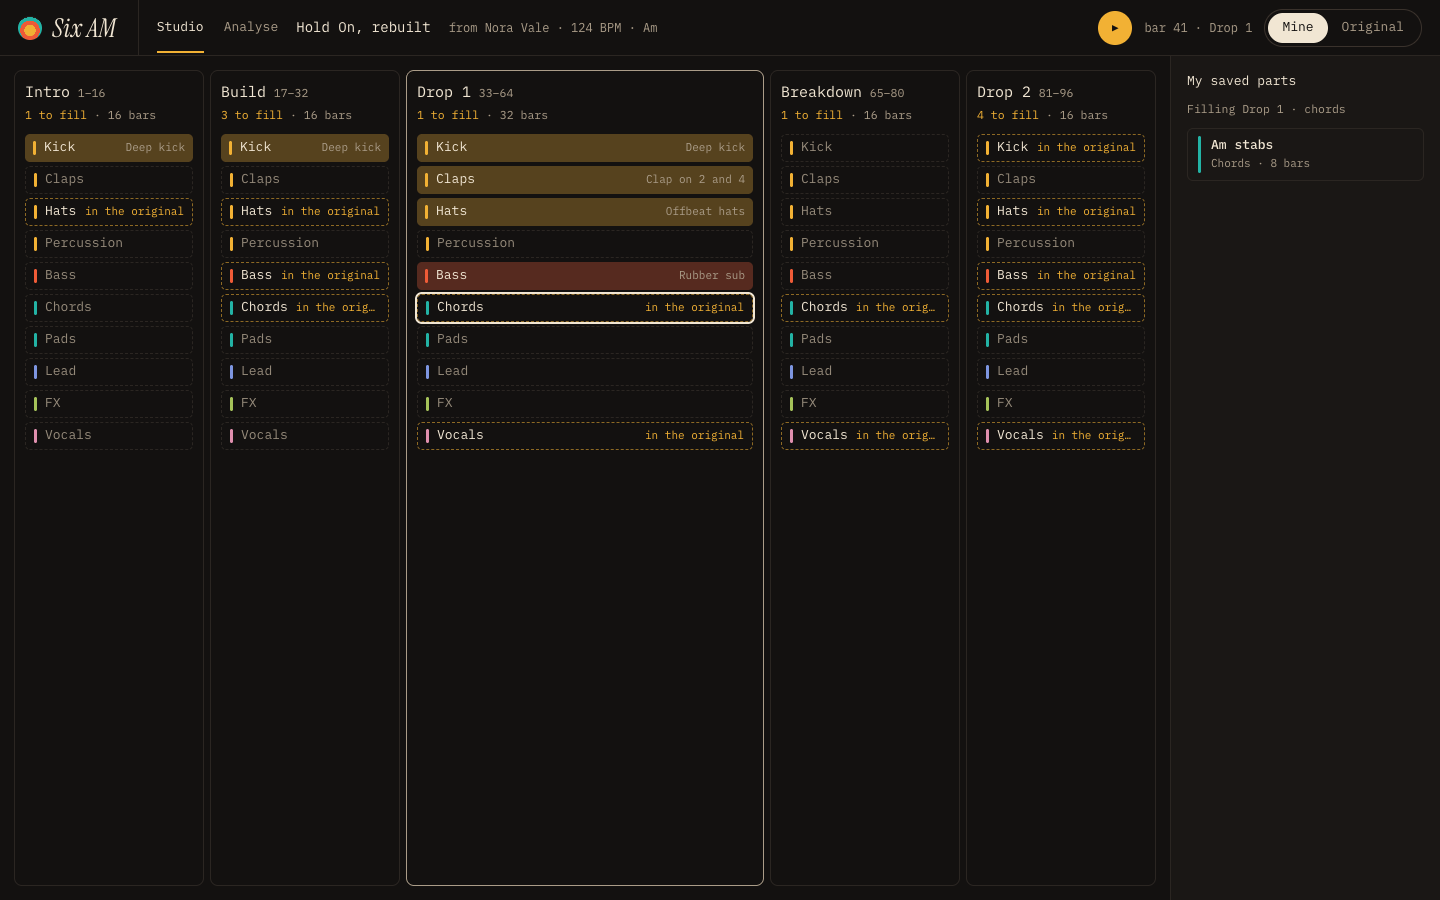 Six AM
Studio Analyse Hold On, rebuilt from Nora Vale · 124 BPM · Am
bar 41 · Drop 1 Mine Original
Intro 1–16
1 to fill · 16 bars
Kick Deep kick
Claps
Hats in the original
Percussion
Bass
Chords
Pads
Lead
FX
Vocals
Build 17–32
3 to fill · 16 bars
Kick Deep kick
Claps
Hats in the original
Percussion
Bass in the original
Chords in the orig…
Pads
Lead
FX
Vocals
Drop 1 33–64
1 to fill · 32 bars
Kick Deep kick
Claps Clap on 2 and 4
Hats Offbeat hats
Percussion
Bass Rubber sub
Chords in the original
Pads
Lead
FX
Vocals in the original
Breakdown 65–80
1 to fill · 16 bars
Kick
Claps
Hats
Percussion
Bass
Chords in the orig…
Pads
Lead
FX
Vocals in the orig…
Drop 2 81–96
4 to fill · 16 bars
Kick in the original
Claps
Hats in the original
Percussion
Bass in the original
Chords in the orig…
Pads
Lead
FX
Vocals in the orig…
My saved parts
Filling Drop 1 · chords
Am stabs
Chords · 8 bars